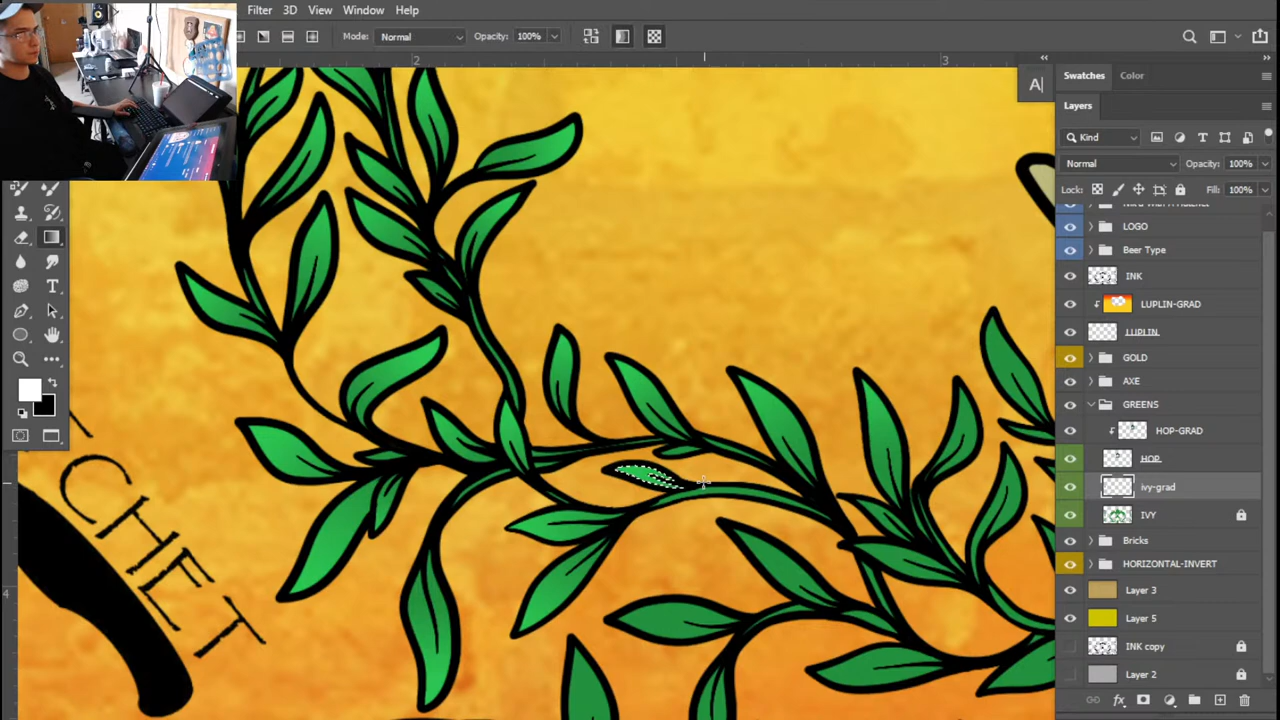 Filter 3D View Window Help
Mode: Normal Opacity: 100%
2 3
A
Swatches Color
Layers
Kind
Normal Opacity: 100%
Lock: Fill: 100%
LOGO
Beer Type
INK
LUPLIN-GRAD
LUPLIN
GOLD
AXE
GREENS
HOP-GRAD
HOP
ivy-grad
IVY
Bricks
HORIZONTAL-INVERT
Layer 3
Layer 5
INK copy
Layer 2
T
4
CHET